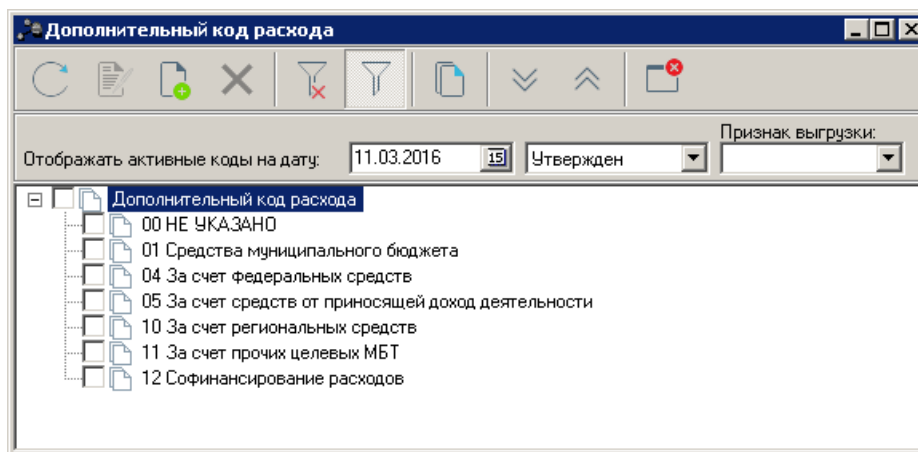 Дополнительный код расхода
Признак выгрузки:
Отображать активные коды на дату: 11.03.2016 15 Утвержден
Дополнительный код расхода
00 НЕ УКАЗАНО
01 Средства муниципального бюджета
04 За счет федеральных средств
05 За счет средств от приносящей доход деятельности
10 За счет региональных средств
11 За счет прочих целевых МБТ
12 Софинансирование расходов